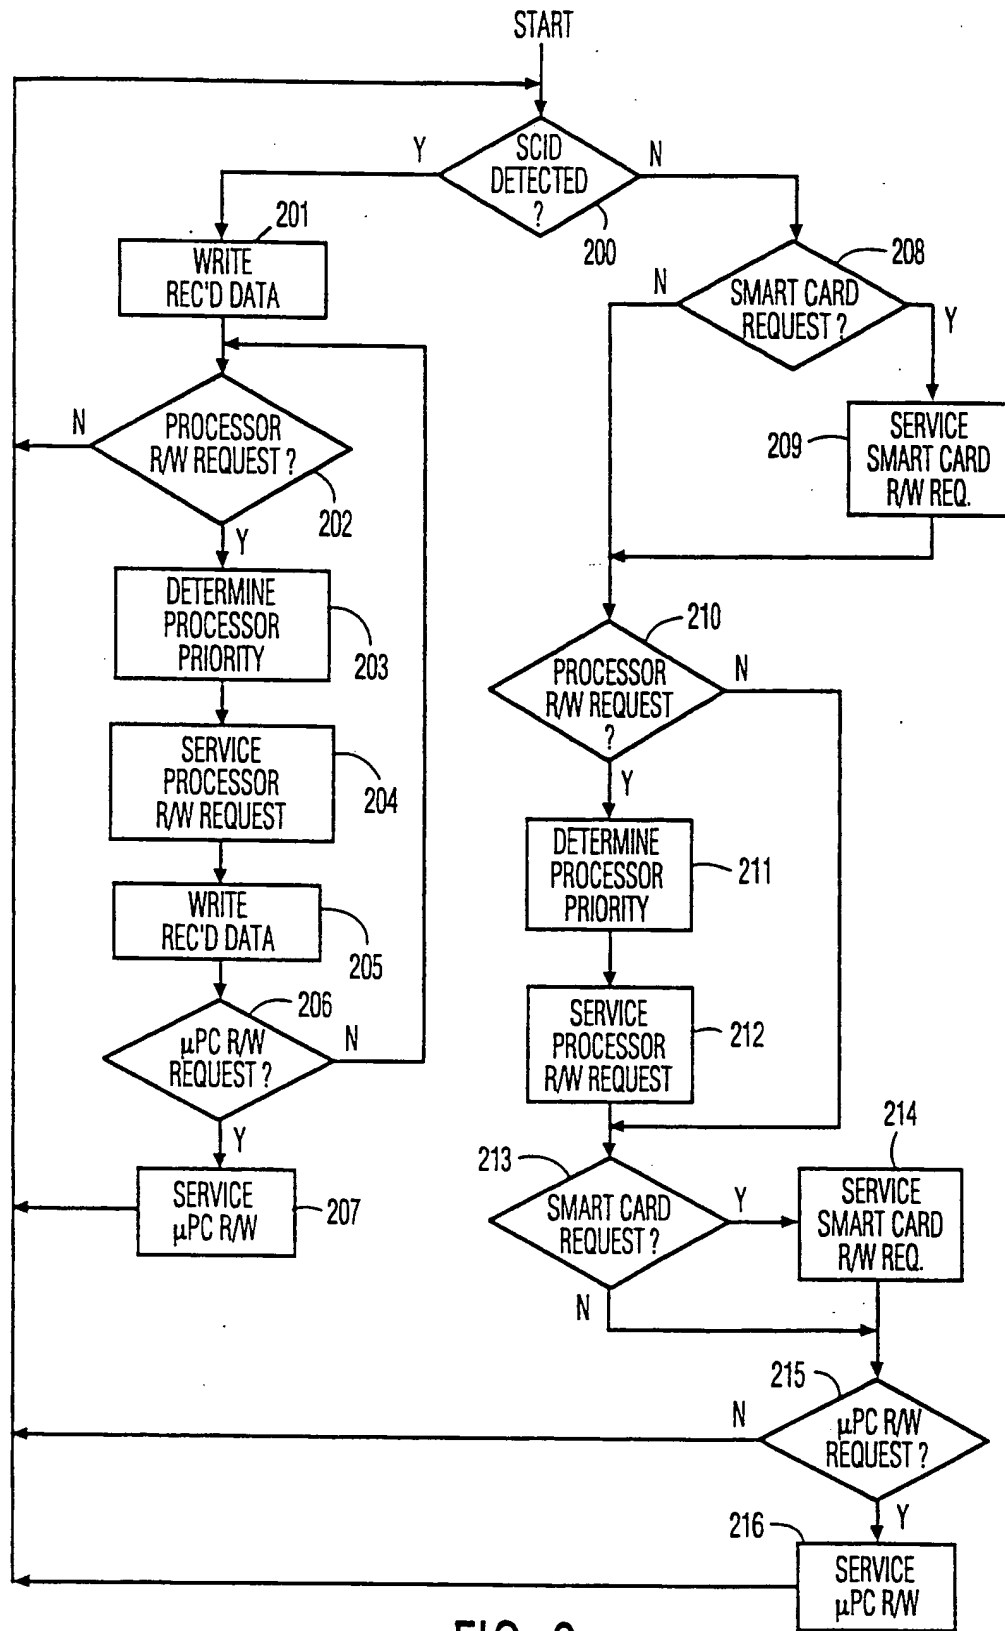 START
SCID
DETECTED
?
Y
N
200
201
WRITE
REC'D DATA
208
SMART CARD
REQUEST ?
N
Y
PROCESSOR
R/W REQUEST ?
N
202
Y
209
SERVICE
SMART CARD
R/W REQ.
DETERMINE
PROCESSOR
PRIORITY
203
210
PROCESSOR
R/W REQUEST
?
N
Y
SERVICE
PROCESSOR
R/W REQUEST
204
DETERMINE
PROCESSOR
PRIORITY
211
WRITE
REC'D DATA
205
206
µPC R/W
REQUEST ?
N
Y
SERVICE
PROCESSOR
R/W REQUEST
212
SERVICE
µPC R/W
207
213
SMART CARD
REQUEST ?
Y
N
214
SERVICE
SMART CARD
R/W REQ.
215
µPC R/W
REQUEST ?
N
Y
216
SERVICE
µPC R/W